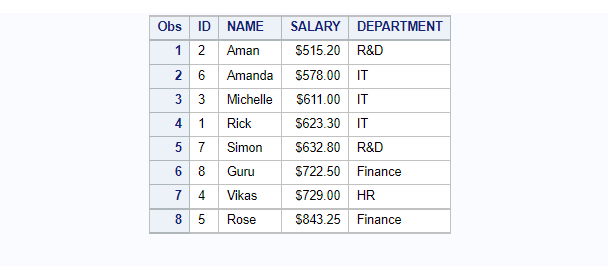 Obs ID NAME SALARY DEPARTMENT
1 2 Aman $515.20 R&D
2 6 Amanda $578.00 IT
3 3 Michelle $611.00 IT
4 1 Rick $623.30 IT
5 7 Simon $632.80 R&D
6 8 Guru $722.50 Finance
7 4 Vikas $729.00 HR
8 5 Rose $843.25 Finance